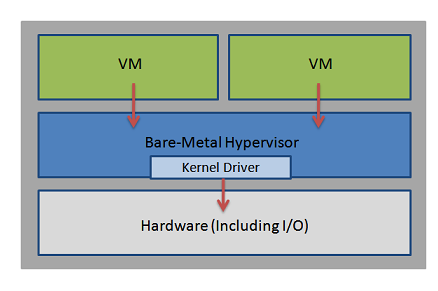 VM
VM
Bare-Metal Hypervisor
Kernel Driver
Hardware (Including I/O)